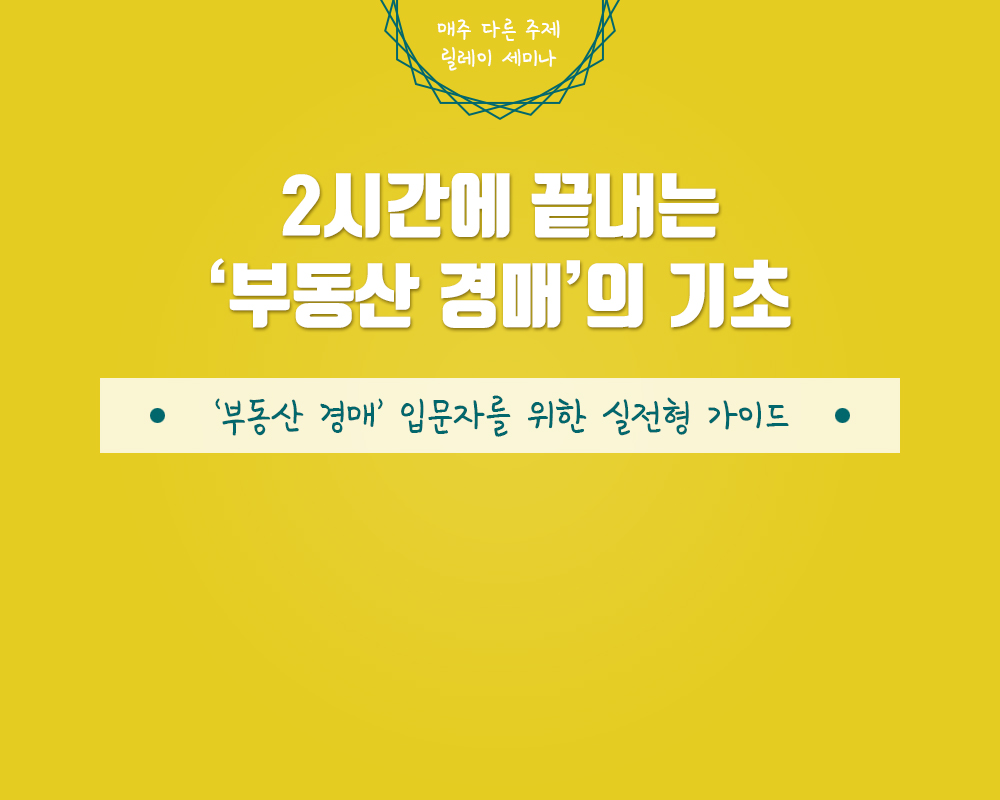 매주 다른 주제
릴레이 세미나
2시간에 끝내는
‘부동산 경매’의 기초
‘부동산 경매’ 입문자를 위한 실전형 가이드